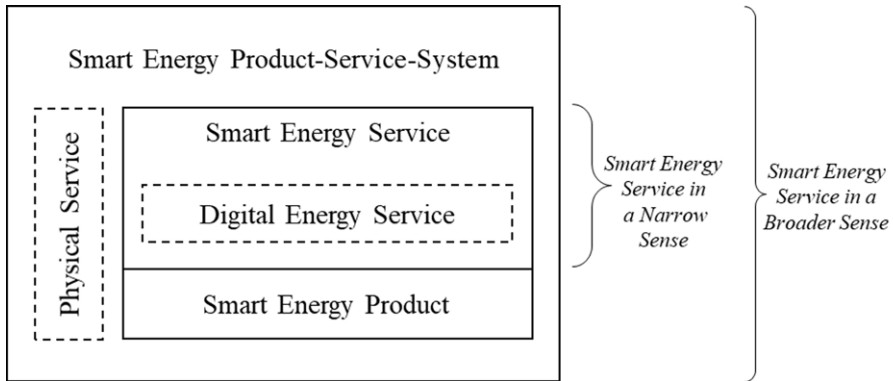 Smart Energy Product-Service-System
Physical Service
Smart Energy Service
Digital Energy Service
Smart Energy Product
Smart Energy
Service in
a Narrow
Sense
Smart Energy
Service in a
Broader Sense